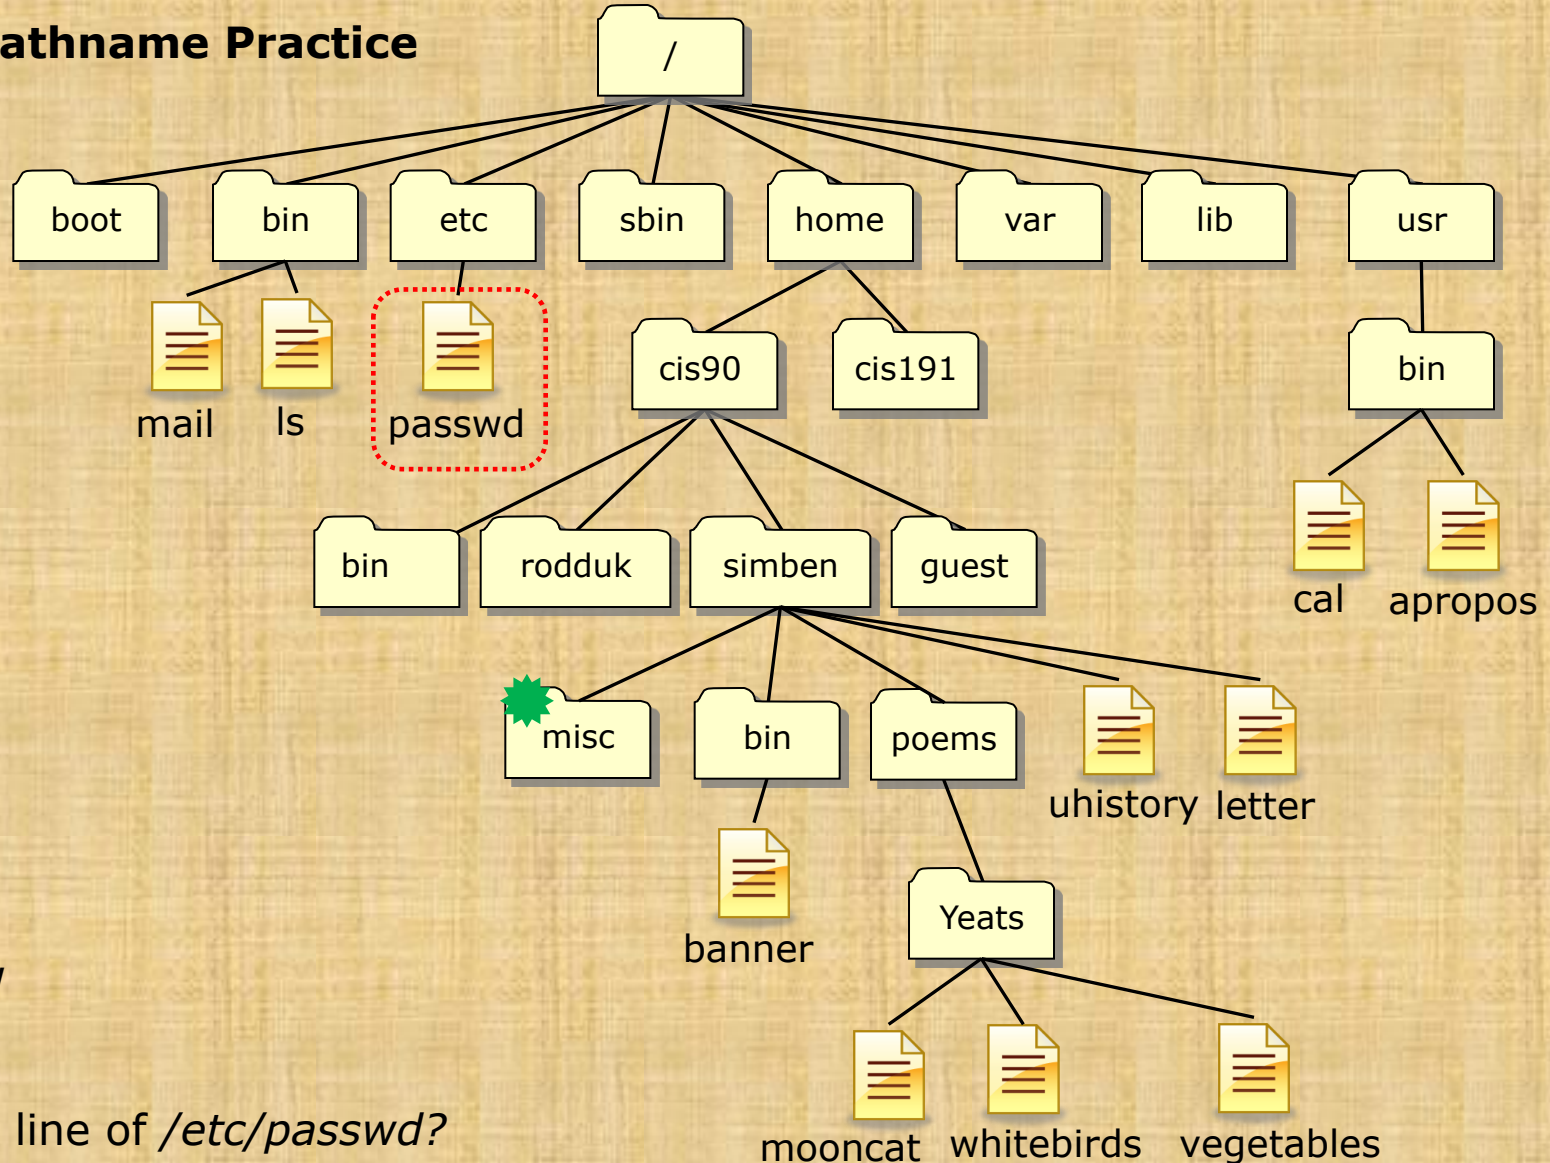 athname Practice
/
boot bin etc sbin home var lib usr
mail ls passwd cis90 cis191 bin
bin rodduk simben guest cal apropos
misc bin poems uhistory letter
banner Yeats
line of /etc/passwd?
mooncat whitebirds vegetables